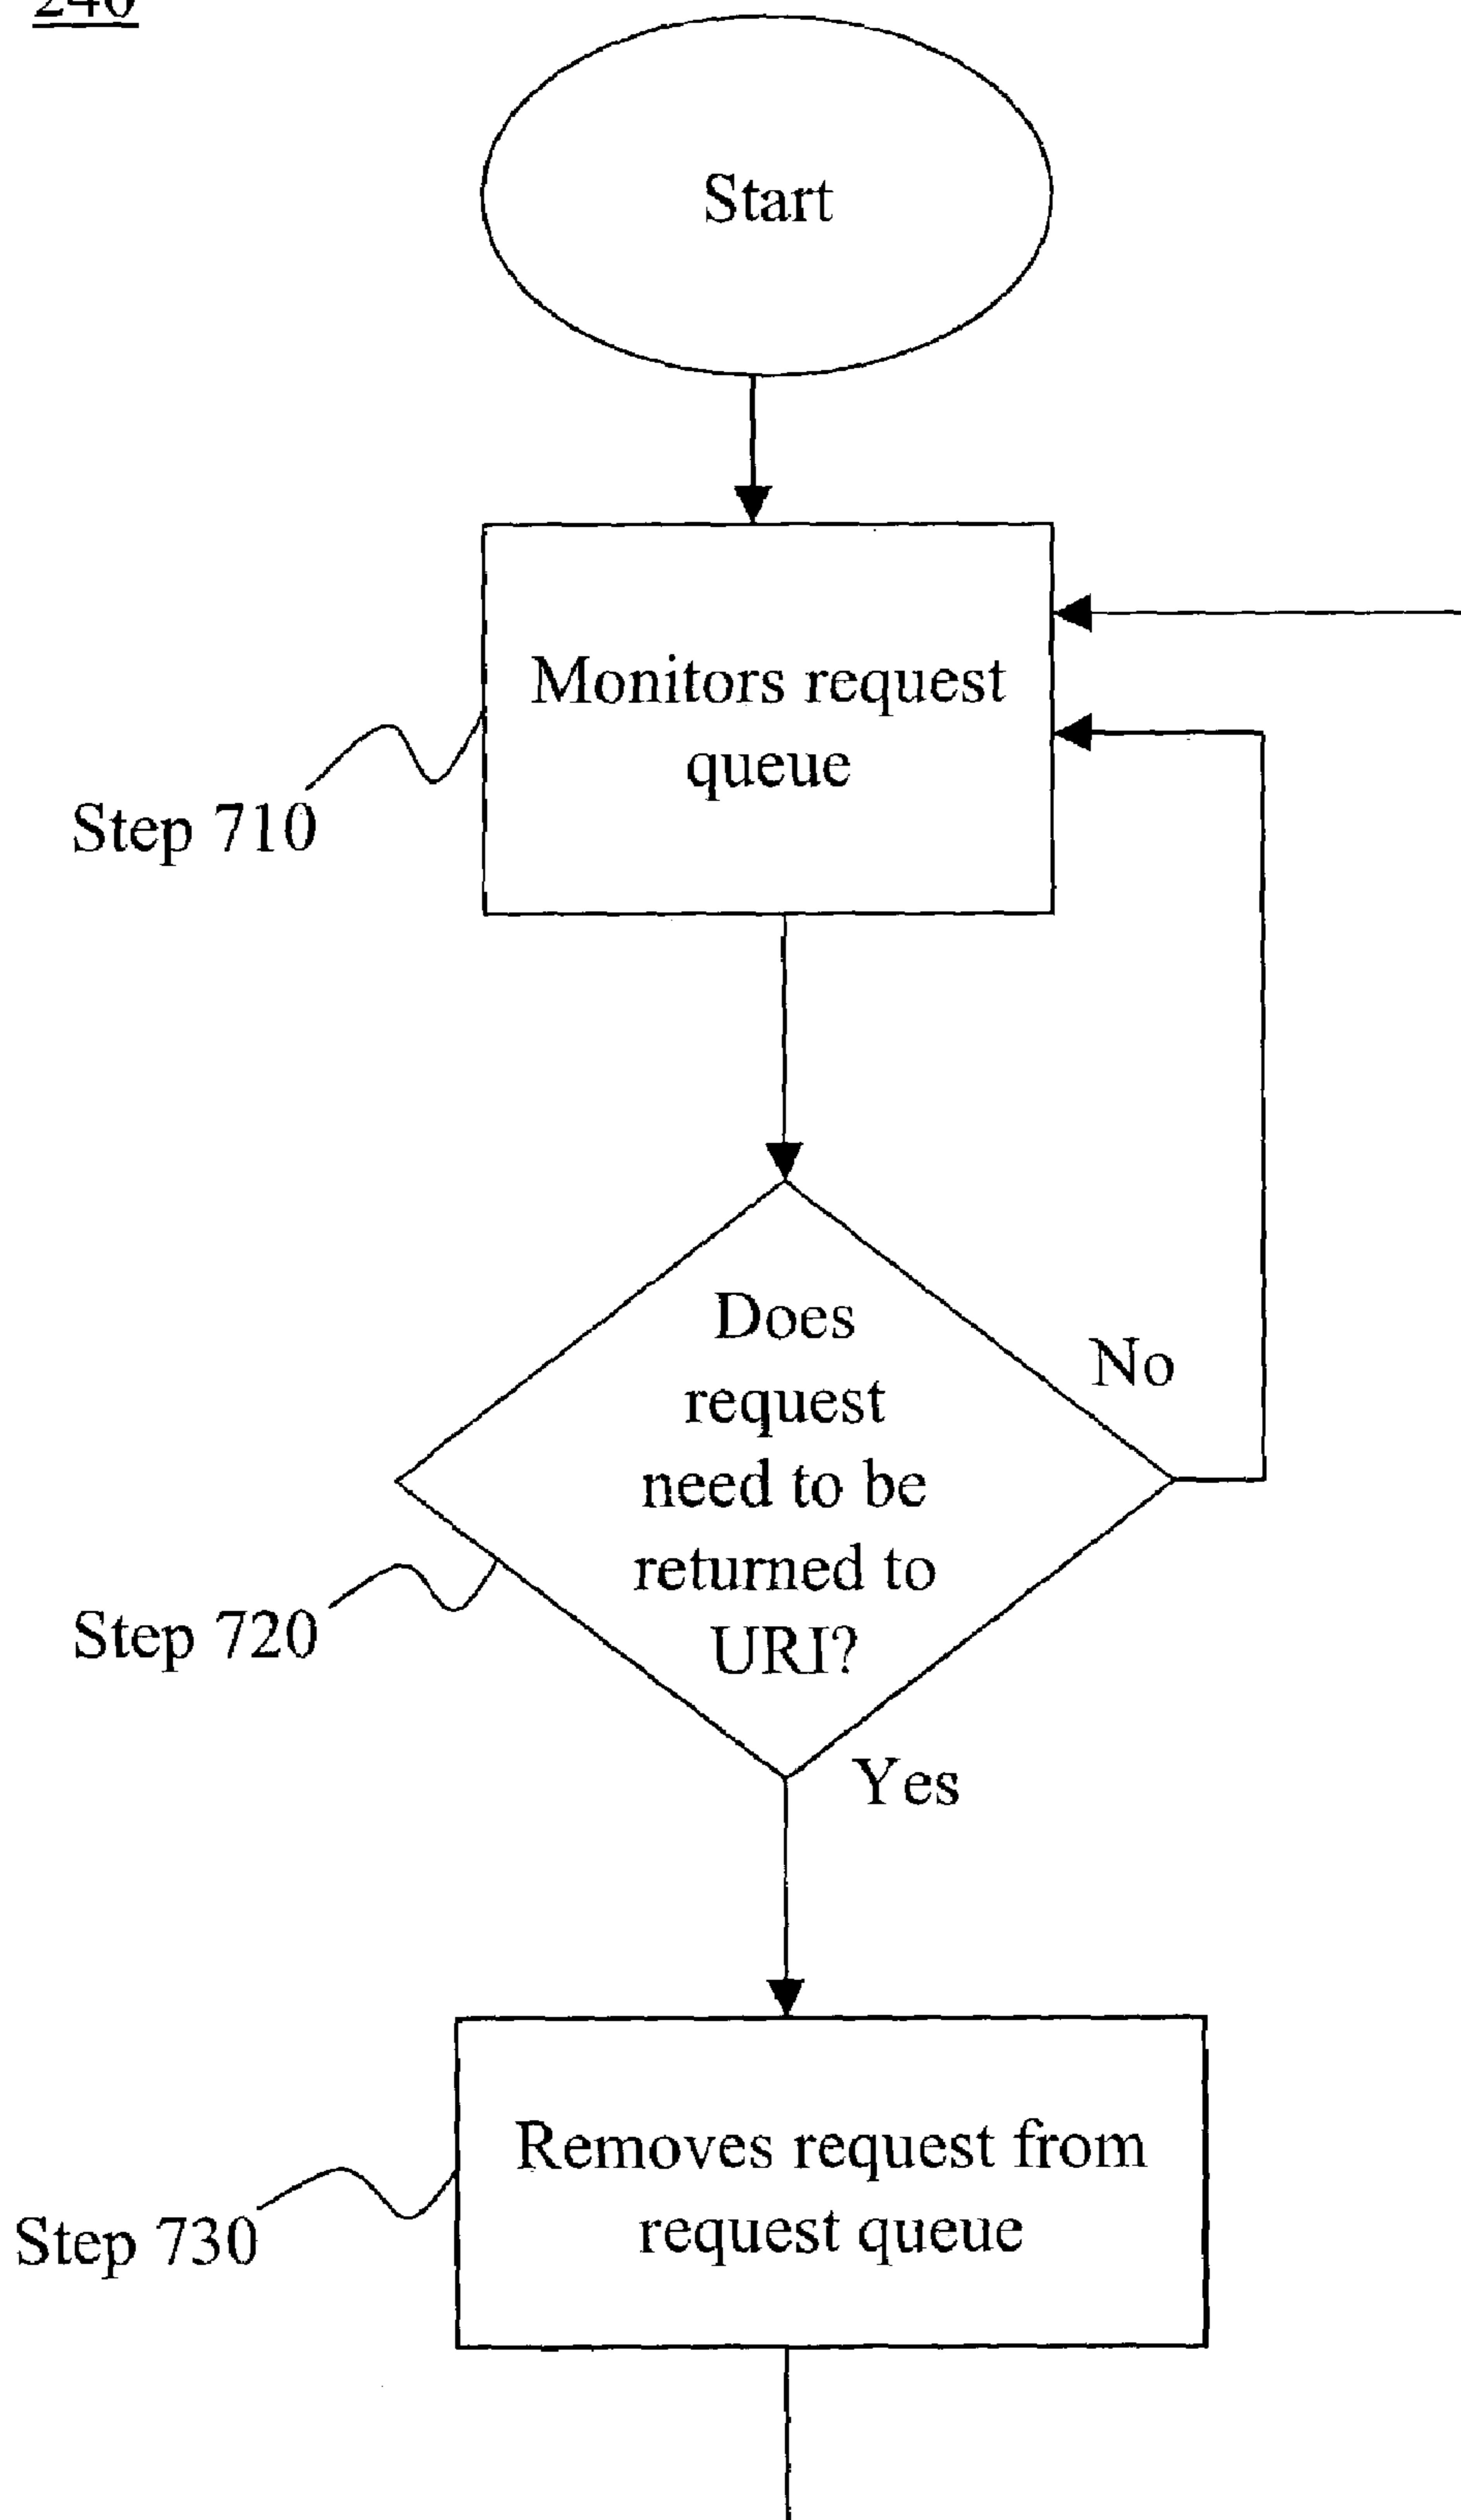 240
Start
Monitors request
queue
Step 710
Does
request
need to be
returned to
URI?
No
Step 720
Yes
Removes request from
request queue
Step 730